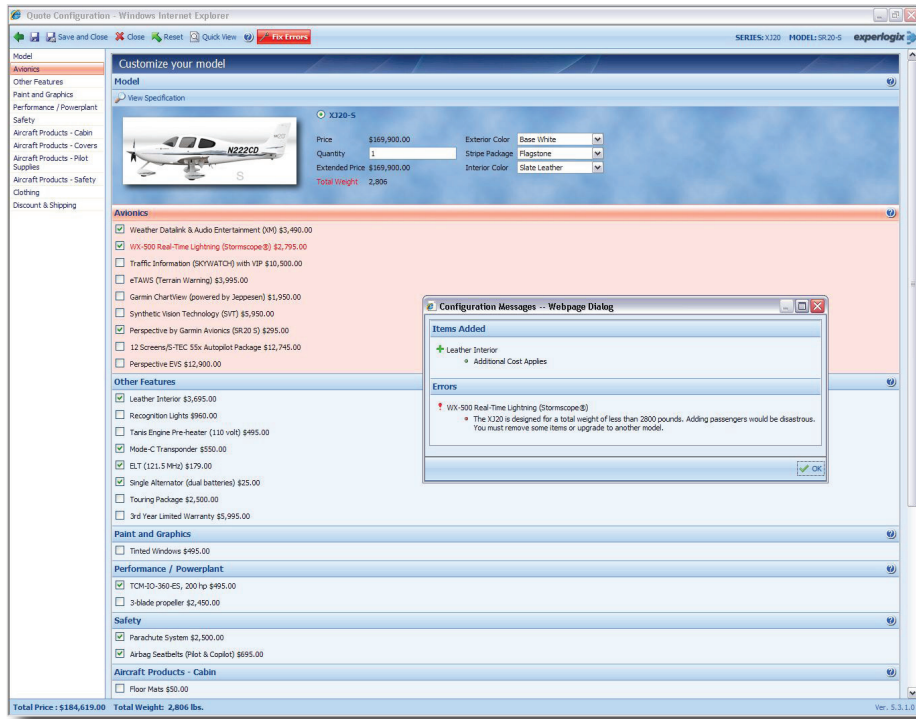 Quote Configuration - Windows Internet Explorer
Save and Close Close Reset Quick View Fix Errors SERIES: XJ20 MODEL: SR20-S experlogix
Model
Avionics
Other Features
Paint and Graphics
Performance / Powerplant
Safety
Aircraft Products - Cabin
Aircraft Products - Covers
Aircraft Products - Pilot
Supplies
Aircraft Products - Safety
Clothing
Discount & Shipping
Customize your model
Model
View Specification
XJ20-S
N222CD
S
Price $169,900.00 Exterior Color Base White
Quantity 1 Stripe Package Flagstone
Extended Price $169,900.00 Interior Color Slate Leather
Total Weight 2,806
Avionics
Weather Datalink & Audio Entertainment (XM) $3,490.00
WX-500 Real-Time Lightning (Stormscope®) $2,795.00
Traffic Information (SKYWATCH) with VIP $10,500.00
eTAWS (Terrain Warning) $3,995.00
Garmin ChartView (powered by Jeppesen) $1,950.00
Synthetic Vision Technology (SVT) $5,950.00
Perspective by Garmin Avionics (SR20 S) $295.00
12 Screens/S-TEC 55x Autopilot Package $12,745.00
Perspective EVS $12,900.00
Other Features
Leather Interior $3,695.00
Recognition Lights $960.00
Tanis Engine Pre-heater (110 volt) $495.00
Mode-C Transponder $550.00
ELT (121.5 MHz) $179.00
Single Alternator (dual batteries) $25.00
Touring Package $2,500.00
3rd Year Limited Warranty $5,995.00
Paint and Graphics
Tinted Windows $495.00
Performance / Powerplant
TCM-IO-360-ES, 200 hp $495.00
3-blade propeller $2,450.00
Safety
Parachute System $2,500.00
Airbag Seatbelts (Pilot & Copilot) $695.00
Aircraft Products - Cabin
Floor Mats $50.00
Configuration Messages -- Webpage Dialog
Items Added
Leather Interior
Additional Cost Applies
Errors
WX-500 Real-Time Lightning (Stormscope®)
The XJ20 is designed for a total weight of less than 2800 pounds. Adding passengers would be disastrous.
You must remove some items or upgrade to another model.
OK
Total Price : $184,619.00 Total Weight: 2,806 lbs. Ver. 5.3.1.0